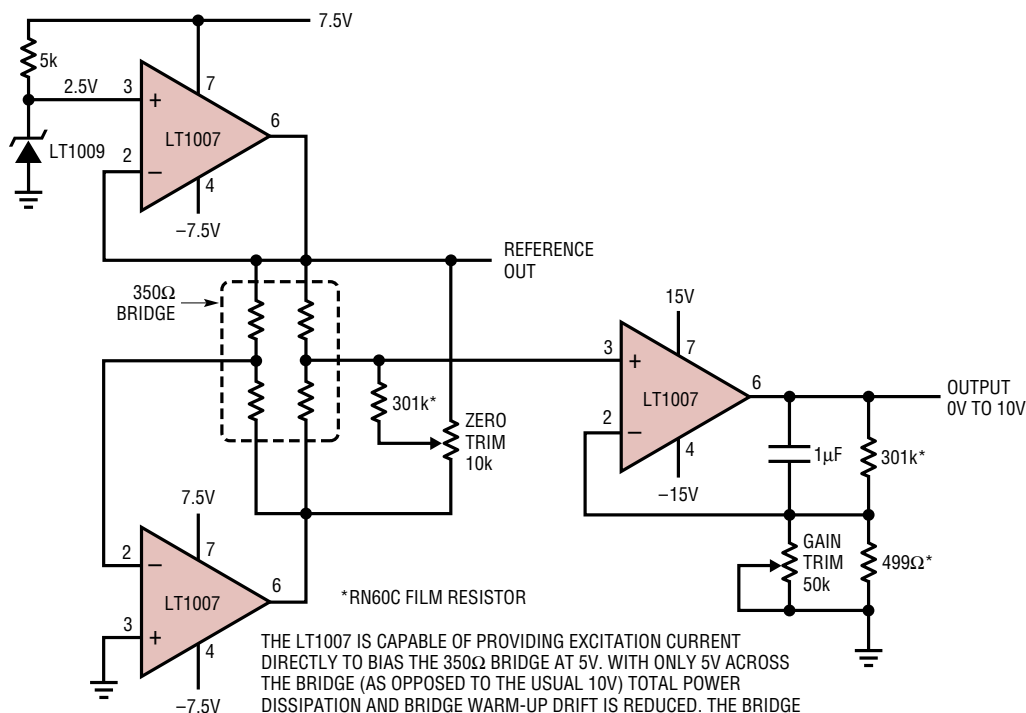 7.5V
5k
2.5V
3
+
7
LT1007
6
LT1009
2
−
4
−7.5V
REFERENCE
OUT
350Ω
BRIDGE
15V
3
+
7
LT1007
6
OUTPUT
0V TO 10V
2
−
4
−15V
301k*
ZERO
TRIM
10k
1µF
301k*
GAIN
TRIM
50k
499Ω*
7.5V
2
−
7
LT1007
6
3
+
4
−7.5V
*RN60C FILM RESISTOR
THE LT1007 IS CAPABLE OF PROVIDING EXCITATION CURRENT
DIRECTLY TO BIAS THE 350Ω BRIDGE AT 5V. WITH ONLY 5V ACROSS
THE BRIDGE (AS OPPOSED TO THE USUAL 10V) TOTAL POWER
DISSIPATION AND BRIDGE WARM-UP DRIFT IS REDUCED. THE BRIDGE